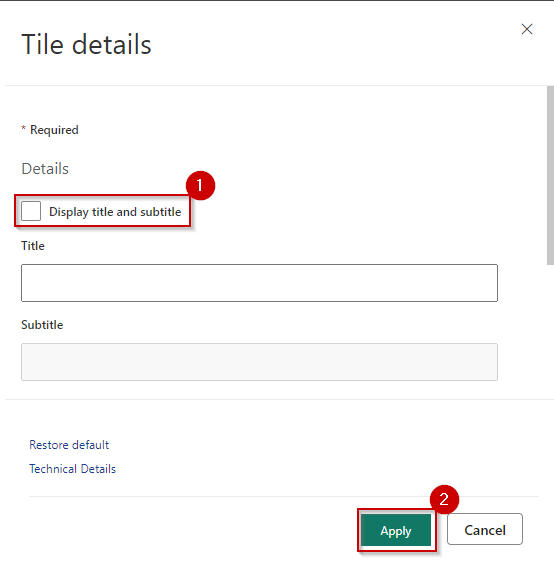 Tile details
* Required
Details
1
Display title and subtitle
Title
Subtitle
Restore default
Technical Details
2
Apply
Cancel